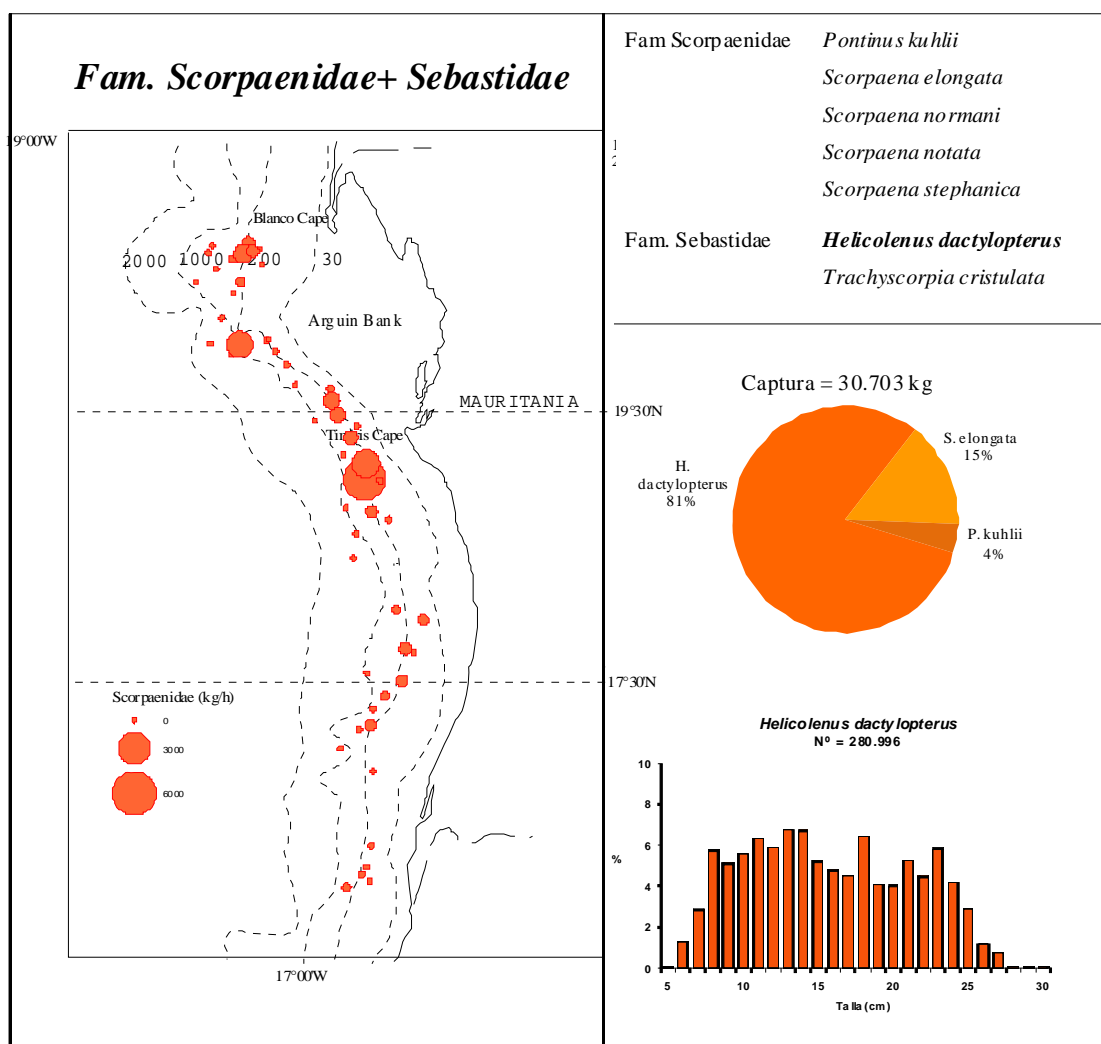 Fam. Scorpaenidae+ Sebastidae
19°00'W
Blanco Cape
2000 1000 200 30
Arguin Bank
MAURITANIA
19°30'N
Cape
17°30'N
Scorpaenidae (kg/h)
0
3000
6000
17°00'W
Fam Scorpaenidae Pontinus kuhlii
Scorpaena elongata
Scorpaena normani
Scorpaena notata
Scorpaena stephanica
Fam. Sebastidae Helicolenus dactylopterus
Trachyscorpia cristulata
Captura = 30.703 kg
S. elongata
15%
H.
dactylopterus
81%
P. kuhlii
4%
Helicolenus dactylopterus
Nº = 280.996
10
8
6
%
4
2
0
5 10 15 20 25 30
Talla (cm)